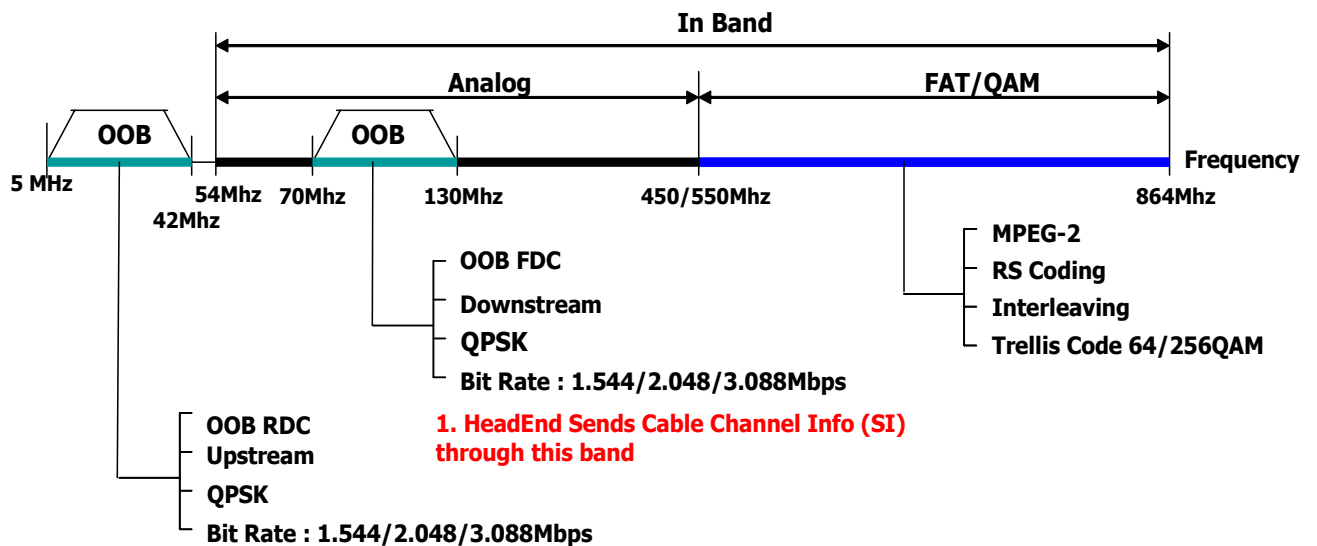 In Band
Analog
FAT/QAM
OOB
OOB
Frequency
5 MHz
42Mhz
54Mhz
70Mhz
130Mhz
450/550Mhz
864Mhz
MPEG-2
RS Coding
Interleaving
Trellis Code 64/256QAM
OOB FDC
Downstream
QPSK
Bit Rate : 1.544/2.048/3.088Mbps
1. HeadEnd Sends Cable Channel Info (SI)
through this band
OOB RDC
Upstream
QPSK
Bit Rate : 1.544/2.048/3.088Mbps